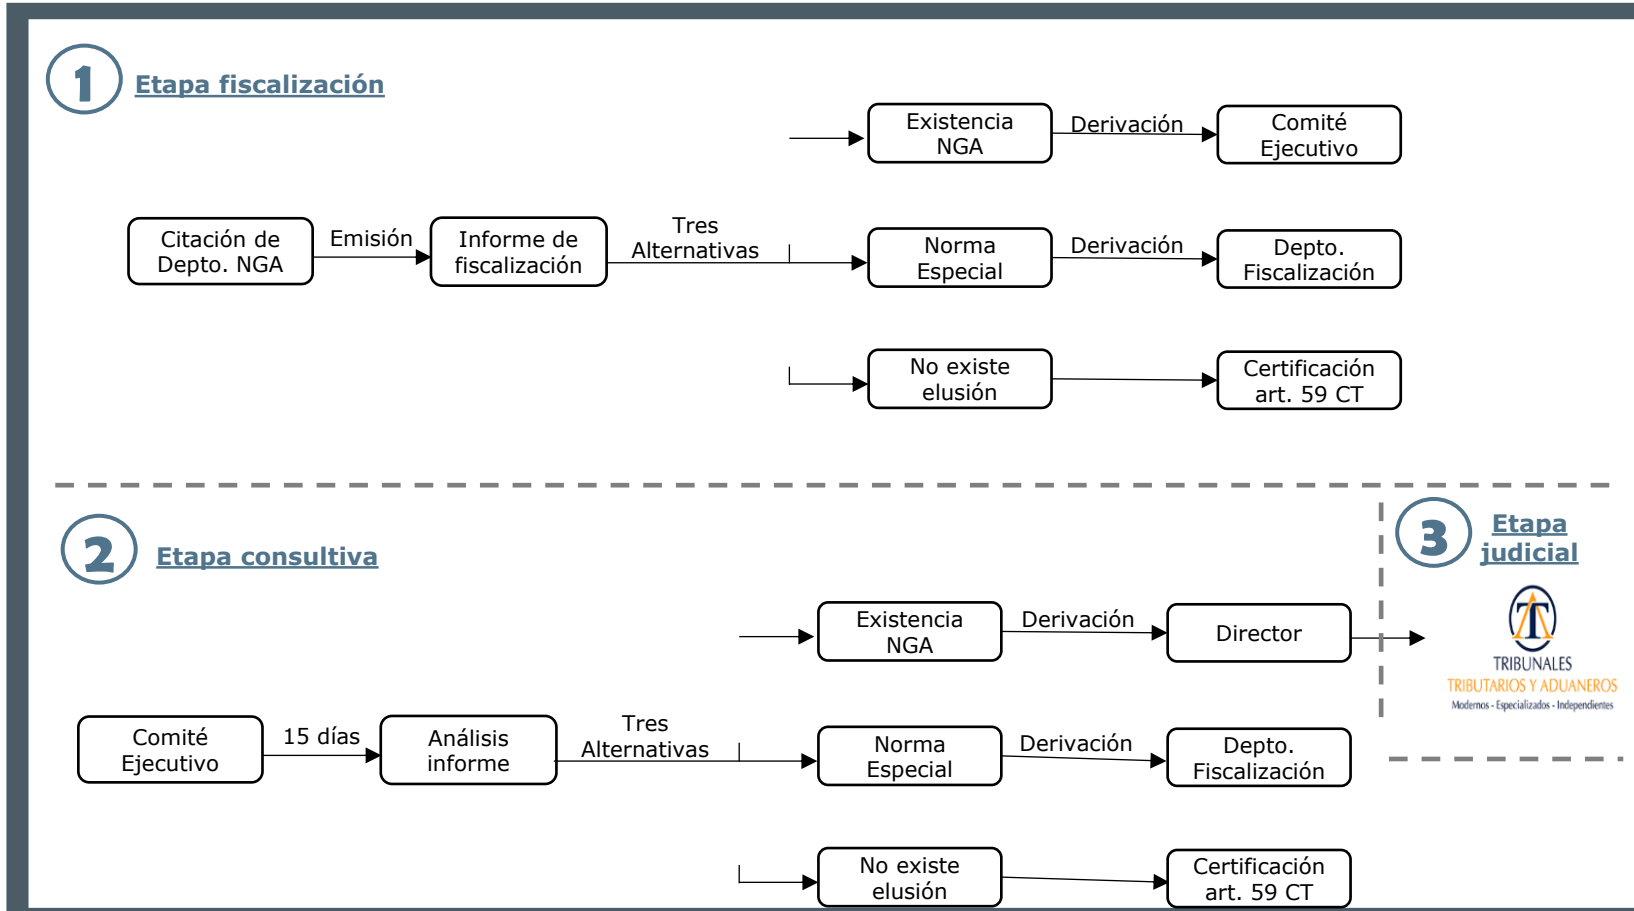 1
Etapa fiscalización
Existencia
NGA
Derivación
Comité
Ejecutivo
Citación de
Depto. NGA
Emisión
Informe de
fiscalización
Tres
Alternativas
Norma
Especial
Derivación
Depto.
Fiscalización
No existe
elusión
Certificación
art. 59 CT
2
Etapa consultiva
Existencia
NGA
Derivación
Director
Comité
Ejecutivo
15 días
Análisis
informe
Tres
Alternativas
Norma
Especial
Derivación
Depto.
Fiscalización
No existe
elusión
Certificación
art. 59 CT
3
Etapa
judicial
TRIBUNALES
TRIBUTARIOS Y ADUANEROS
Modernos - Especializados - Independientes